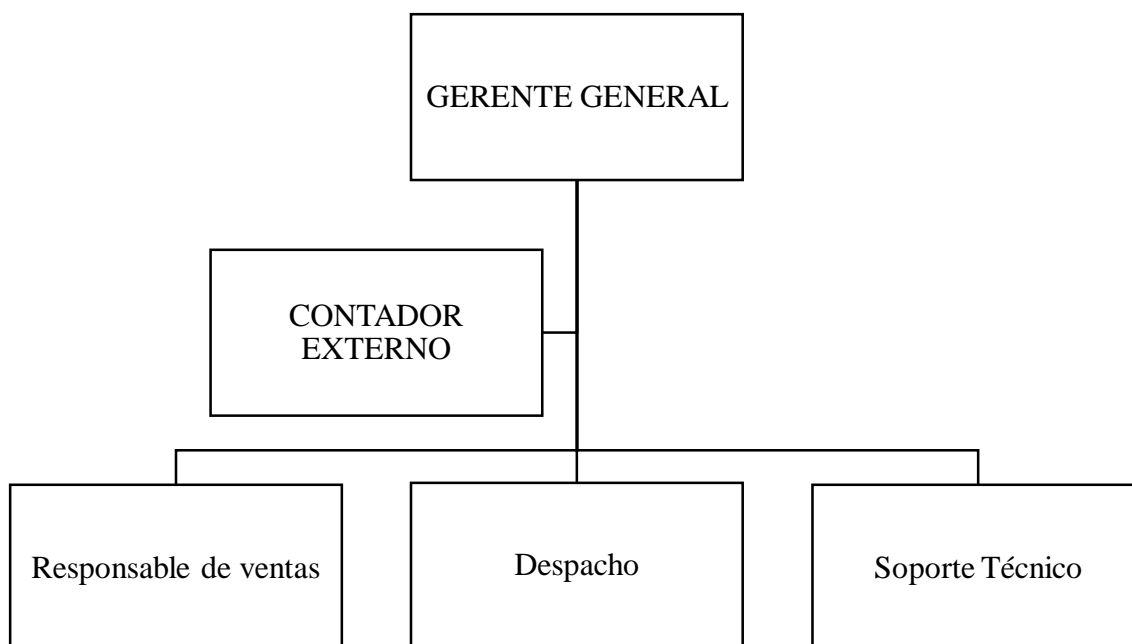 GERENTE GENERAL
CONTADOR
EXTERNO
Responsable de ventas
Despacho
Soporte Técnico